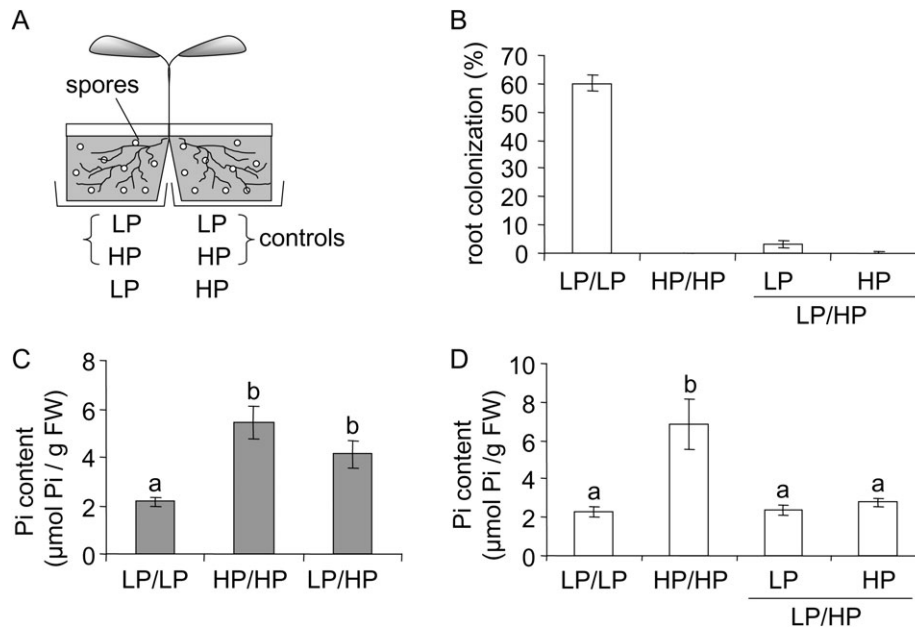 A
spores
LP LP
HP HP
controls
LP HP
B
root colonization (%)
70
60
50
40
30
20
10
0
LP/LP HP/HP LP HP
LP/HP
C
Pi content
(µmol Pi / g FW)
8
6
4
2
0
a
b
b
LP/LP HP/HP LP/HP
D
Pi content
(µmol Pi /g FW)
10
8
6
4
2
0
a
b
a
a
LP/LP HP/HP LP HP
LP/HP